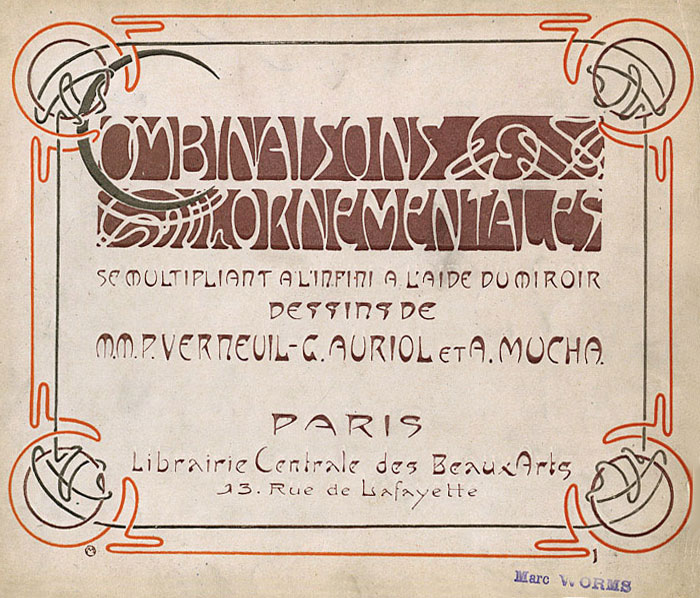 COMBINAISONS
ORNEMENTALES
SE MULTIPLIANT A L'INFINI A L'AIDE DU MIROIR
DESSINS DE
M.M. P. VERNEUIL-G. AURIOL ET A. MUCHA.
PARIS
Librairie Centrale des Beaux Arts
13. Rue de Lafayette
1
Marc WORMS